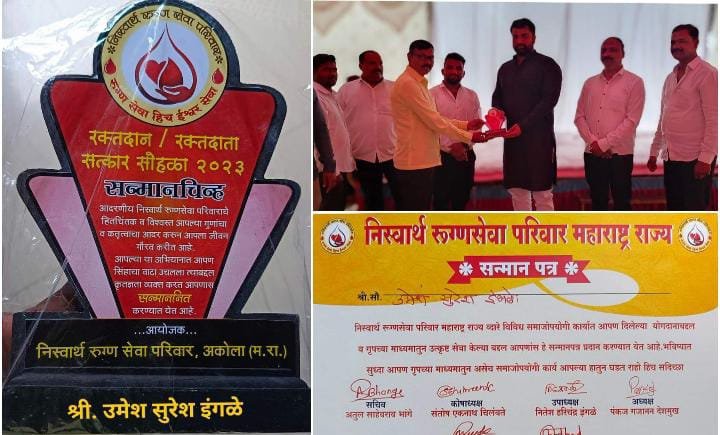 निस्वार्थ रुग्ण सेवा परिवार
रुग्ण सेवा हिच ईश्वर सेवा
रक्तदान / रक्तदाता
सत्कार सोहळा २०२३
सन्मानचिन्ह
आदरणीय निस्वार्थ रुग्णसेवा परिवाराचे
हितचिंतक व विश्वस्त आपल्या गुणांचा
व कतृत्वाचा आदर करून आपला जीवन
गौरव करीत आहे.
आपल्या या अभियानात आपण
सिंहाचा वाटा उचलला त्याबद्दल
कृतज्ञता व्यक्त करत आपणास
सन्मानित
करण्यात येत आहे.
...आयोजक...
निस्वार्थ रुग्ण सेवा परिवार, अकोला (म.रा.)
श्री. उमेश सुरेश इंगळे
निस्वार्थ रूग्णसेवा परिवार महाराष्ट्र राज्य
सन्मान पत्र
श्री.सौ. उमेश सुरेश इंगळे
निस्वार्थ रूग्णसेवा परिवार महाराष्ट्र राज्य व्दारे विविध समाजोपयोगी कार्यात आपण दिलेल्या योगदानाबद्दल
व गृपच्या माध्यमातुन उत्कृष्ट सेवा केल्या बद्दल आपणांस हे सन्मानपत्र प्रदान करण्यात येत आहे.भविष्यात
सुध्दा आपण गृपच्या माध्यमातुन असेच समाजोपयोगी कार्य आपल्या हातुन घडत राहो हिच सदिच्छा
सचिव कोषाध्यक्ष उपाध्यक्ष अध्यक्ष
अतुल साहेबराव भांगे संतोष एकनाथ चिलवंते नितेश हरिचंद्र इंगळे पंकज गजानन देशमुख